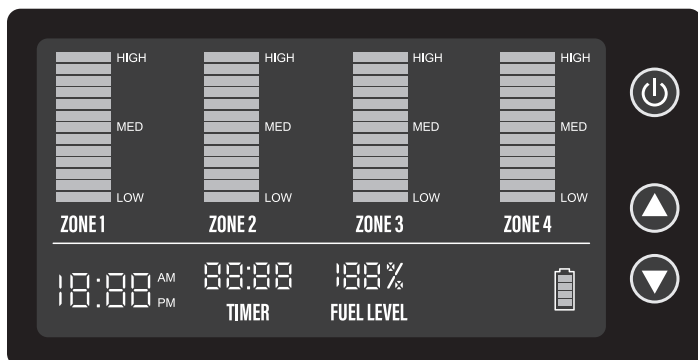 HIGH HIGH HIGH HIGH
MED MED MED MED
LOW LOW LOW LOW
ZONE 1 ZONE 2 ZONE 3 ZONE 4
18:88 AM PM 88:88 188%
TIMER FUEL LEVEL